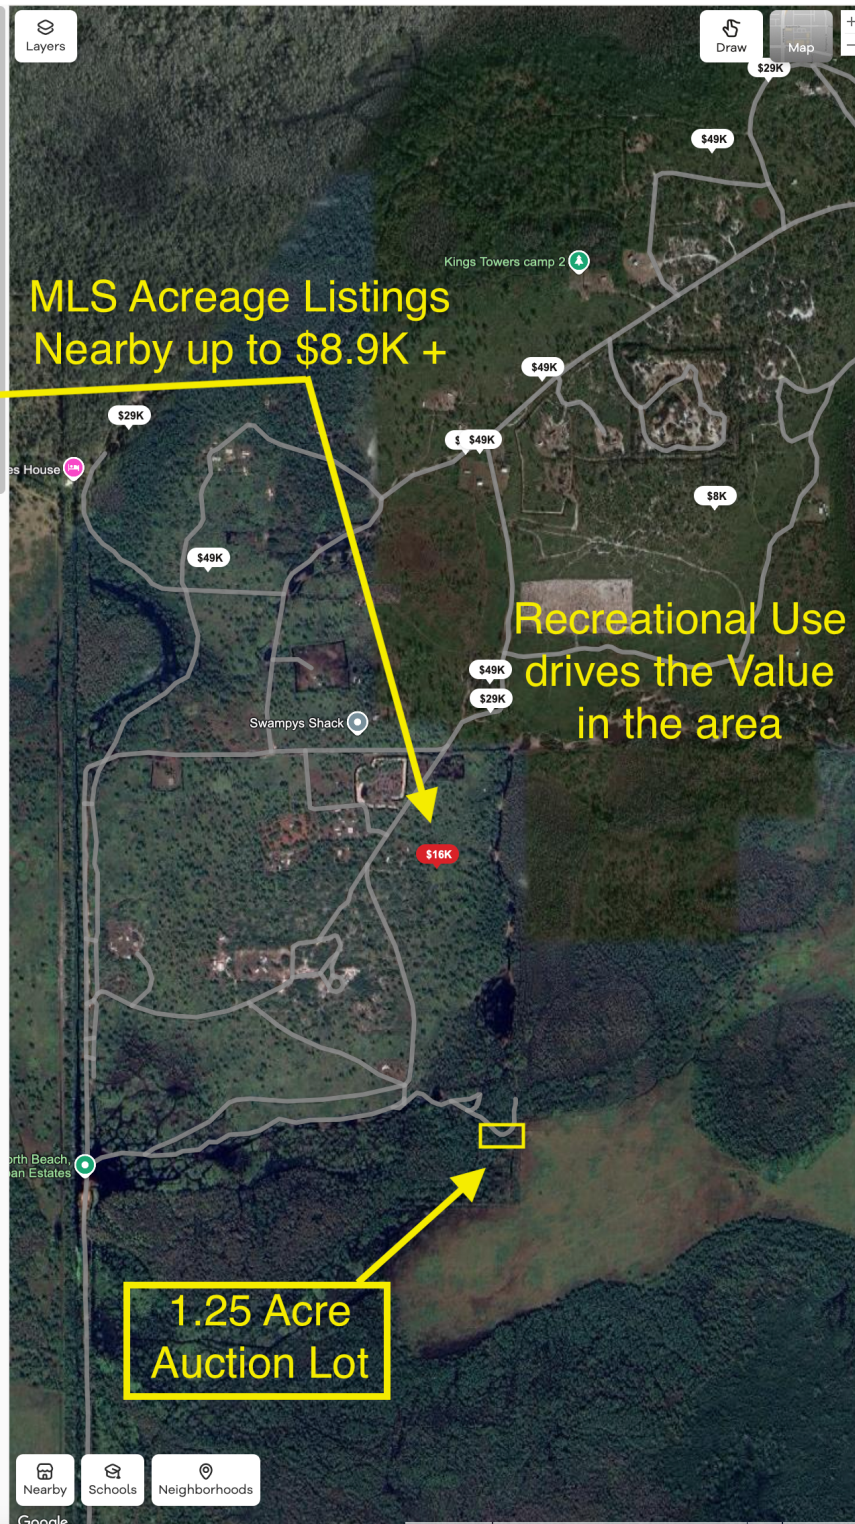 Layers
Draw
Map
+
−
$29K
$49K
Kings Towers camp 2
MLS Acreage Listings
Nearby up to $8.9K +
$49K
$29K
$
$49K
es House
$8K
$49K
Recreational Use
drives the Value
in the area
$49K
$29K
Swampys Shack
$16K
orth Beach,
an Estates
1.25 Acre
Auction Lot
Nearby
Schools
Neighborhoods
Google